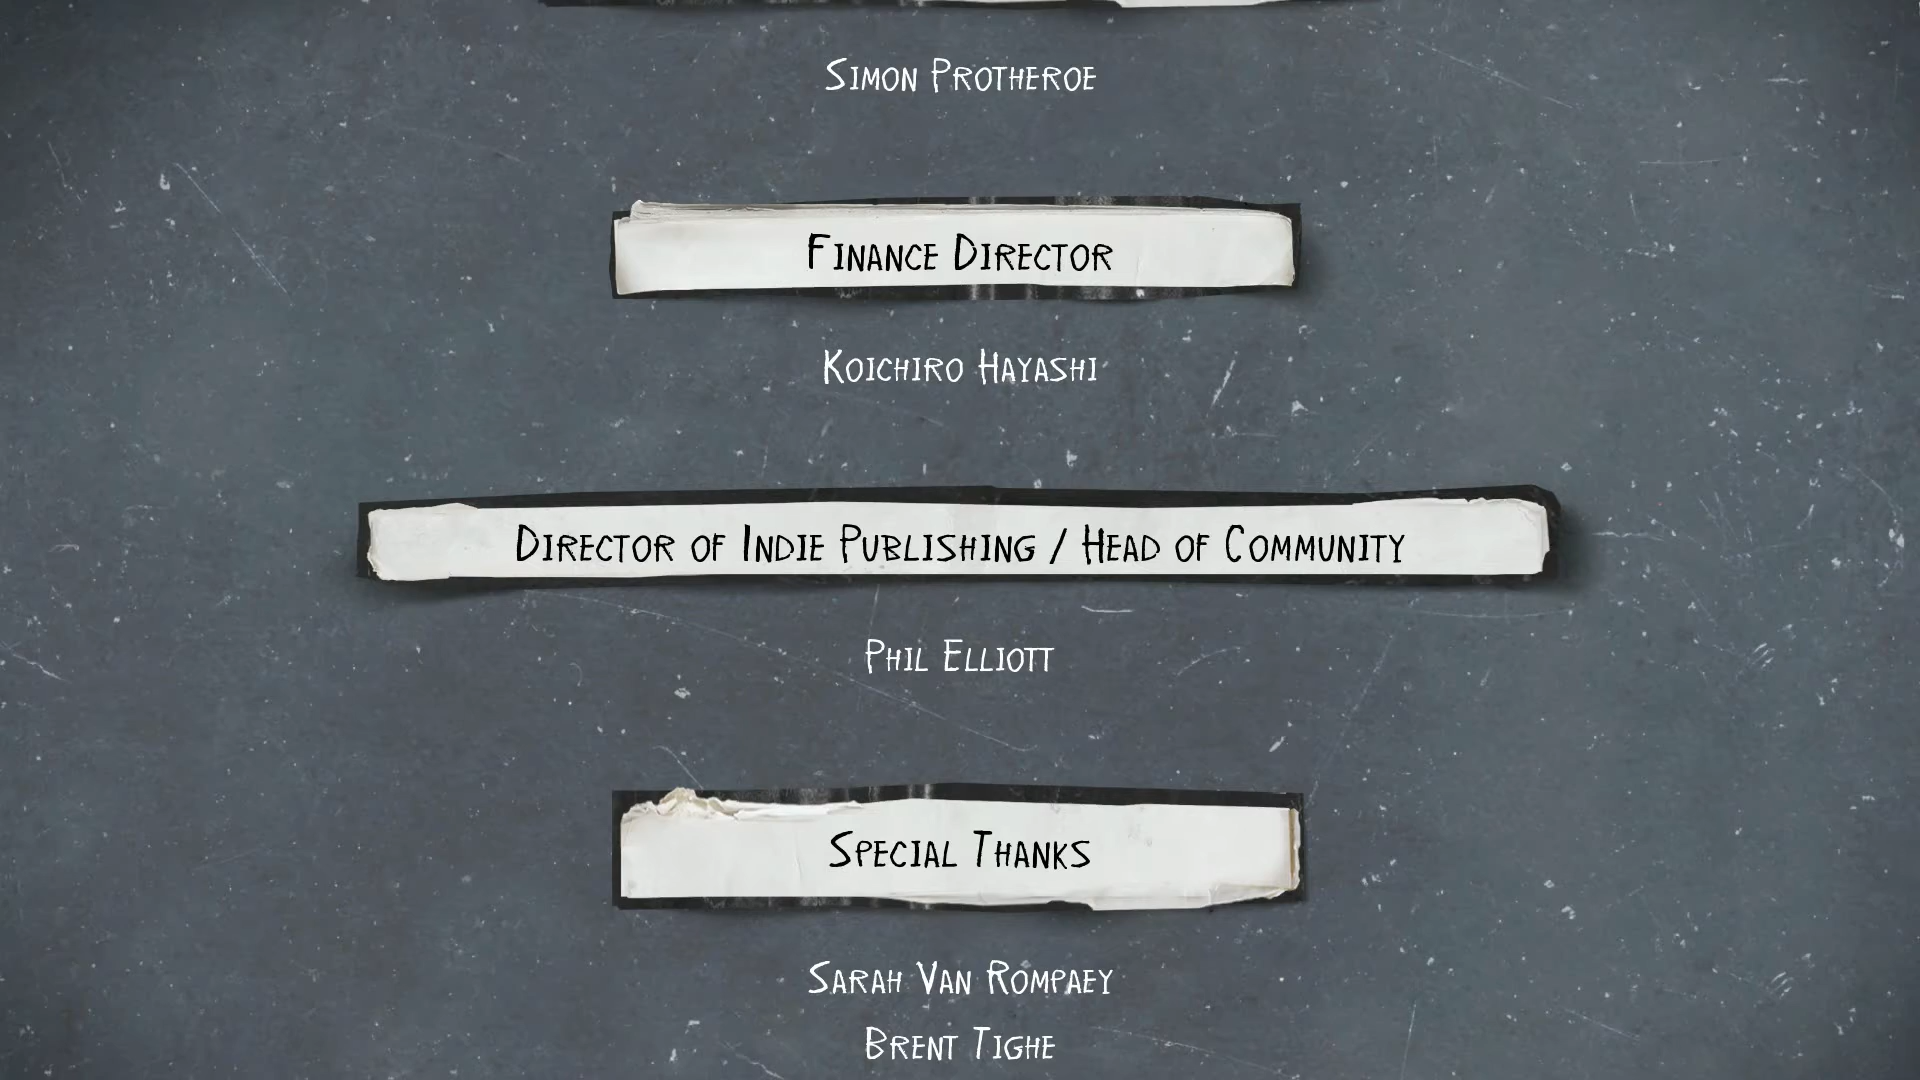 Simon Protheroe
Finance Director
Koichiro Hayashi
Director of Indie Publishing / Head of Community
Phil Elliott
Special Thanks
Sarah Van Rompaey
Brent Tighe